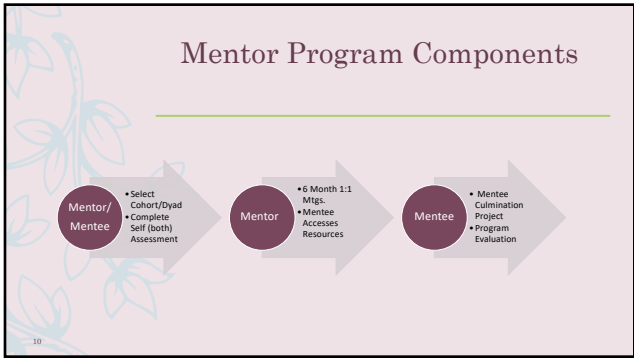 Mentor Program Components
Mentor/
Mentee
•Select
Cohort/Dyad
•Complete
Self (both)
Assessment
Mentor
•6 Month 1:1
Mtgs.
•Mentee
Accesses
Resources
Mentee
• Mentee
Culmination
Project
•Program
Evaluation
10